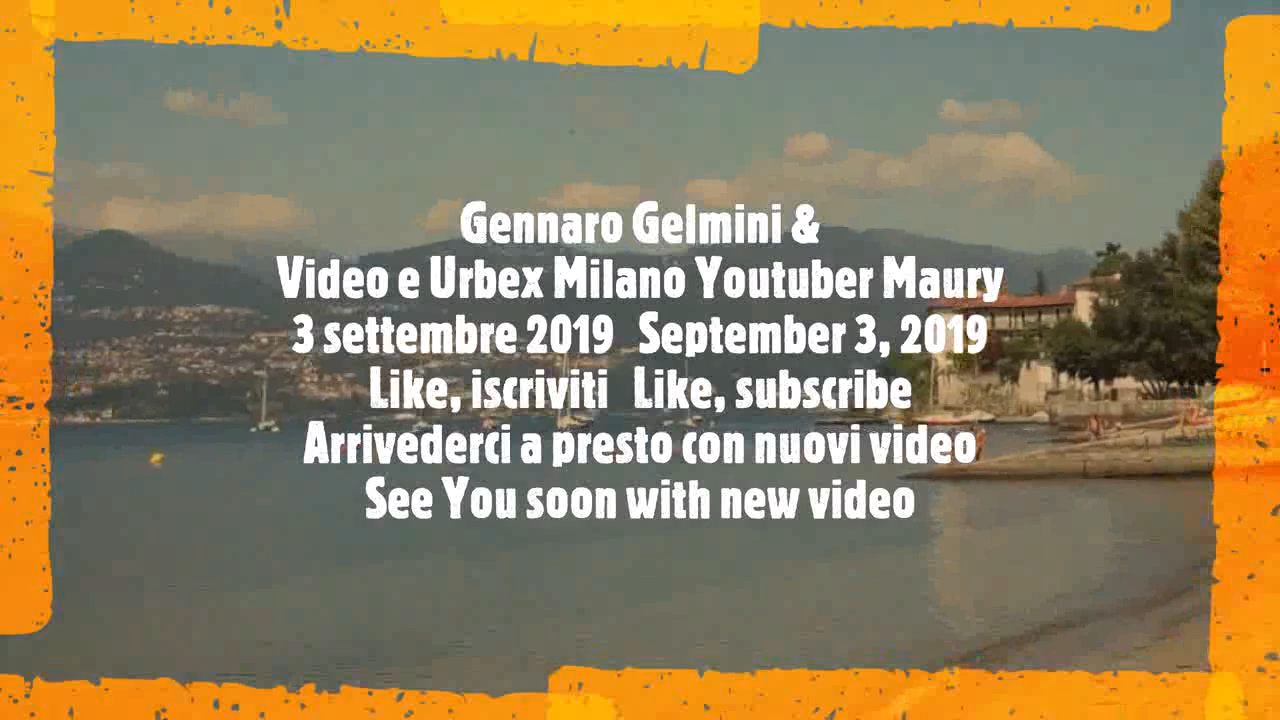 Gennaro Gelmini &
Video e Urbex Milano Youtuber Maury
3 settembre 2019 September 3, 2019
Like, iscriviti Like, subscribe
Arrivederci a presto con nuovi video
See You soon with new video